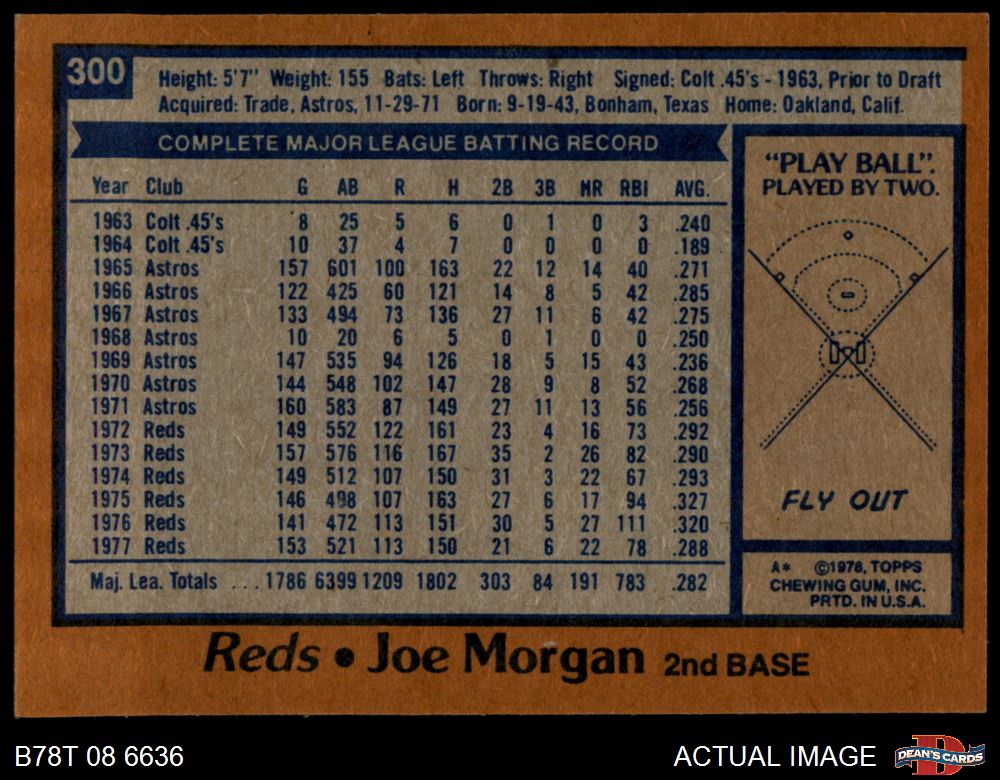 300
Height: 5'7" Weight: 155 Bats: Left Throws: Right Signed: Colt .45's - 1963, Prior to Draft
Acquired: Trade, Astros, 11-29-71 Born: 9-19-43, Bonham, Texas Home: Oakland, Calif.
COMPLETE MAJOR LEAGUE BATTING RECORD
Year Club G AB R H 2B 3B HR RBI AVG.
1963 Colt .45's 8 25 5 6 0 1 0 3 .240
1964 Colt .45's 10 37 4 7 0 0 0 0 .189
1965 Astros 157 601 100 163 22 12 14 40 .271
1966 Astros 122 425 60 121 14 8 5 42 .285
1967 Astros 133 494 73 136 27 11 6 42 .275
1968 Astros 10 20 6 5 0 1 0 0 .250
1969 Astros 147 535 94 126 18 5 15 43 .236
1970 Astros 144 548 102 147 28 9 8 52 .268
1971 Astros 160 583 87 149 27 11 13 56 .256
1972 Reds 149 552 122 161 23 4 16 73 .292
1973 Reds 157 576 116 167 35 2 26 82 .290
1974 Reds 149 512 107 150 31 3 22 67 .293
1975 Reds 146 498 107 163 27 6 17 94 .327
1976 Reds 141 472 113 151 30 5 27 111 .320
1977 Reds 153 521 113 150 21 6 22 78 .288
Maj. Lea. Totals ... 1786 6399 1209 1802 303 84 191 783 .282
"PLAY BALL".
PLAYED BY TWO.
FLY OUT
A* ©1978, TOPPS
CHEWING GUM, INC.
PRTD. IN U.S.A.
Reds • Joe Morgan 2nd BASE
B78T 08 6636
ACTUAL IMAGE
DEAN'S CARDS